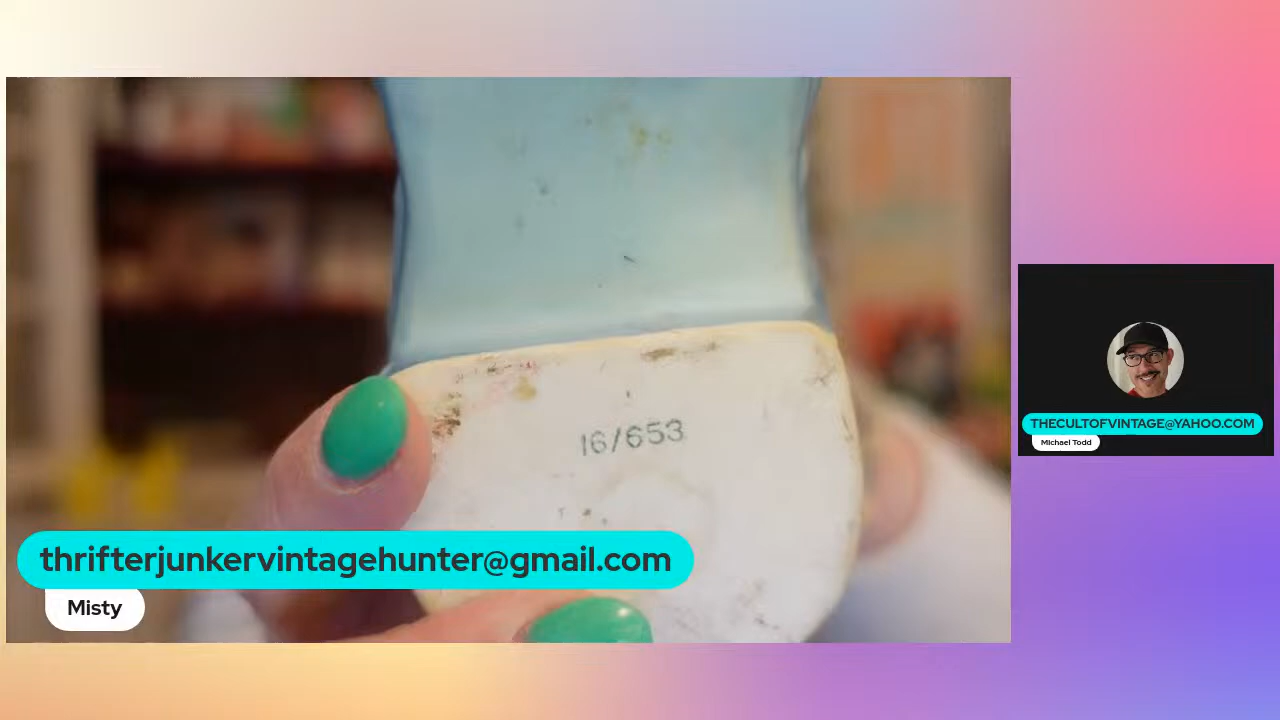 16/653
thrifterjunkervintagehunter@gmail.com
Misty
THECULTOFVINTAGE@YAHOO.COM
Michael Todd